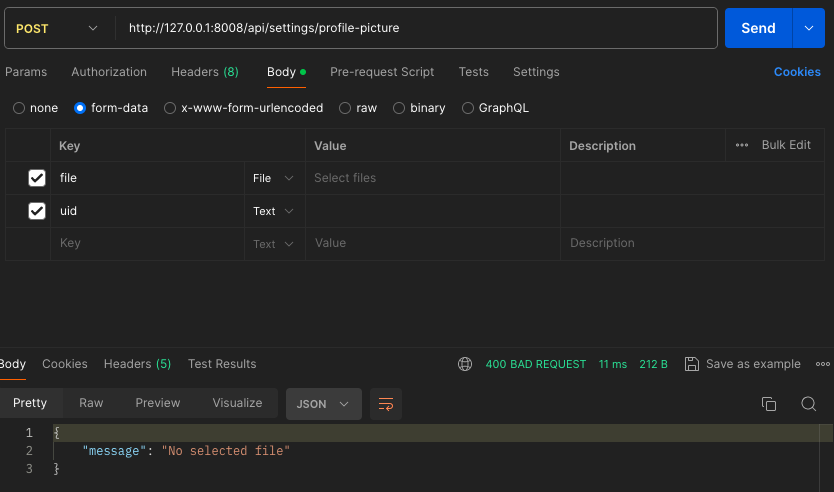 POST http://127.0.0.1:8008/api/settings/profile-picture Send
Params Authorization Headers (8) Body Pre-request Script Tests Settings Cookies
none form-data x-www-form-urlencoded raw binary GraphQL
Key Value Description Bulk Edit
file File Select files
uid Text
Key Text Value Description
Body Cookies Headers (5) Test Results 400 BAD REQUEST 11 ms 212 B Save as example
Pretty Raw Preview Visualize JSON
1 {
2 "message": "No selected file"
3 }